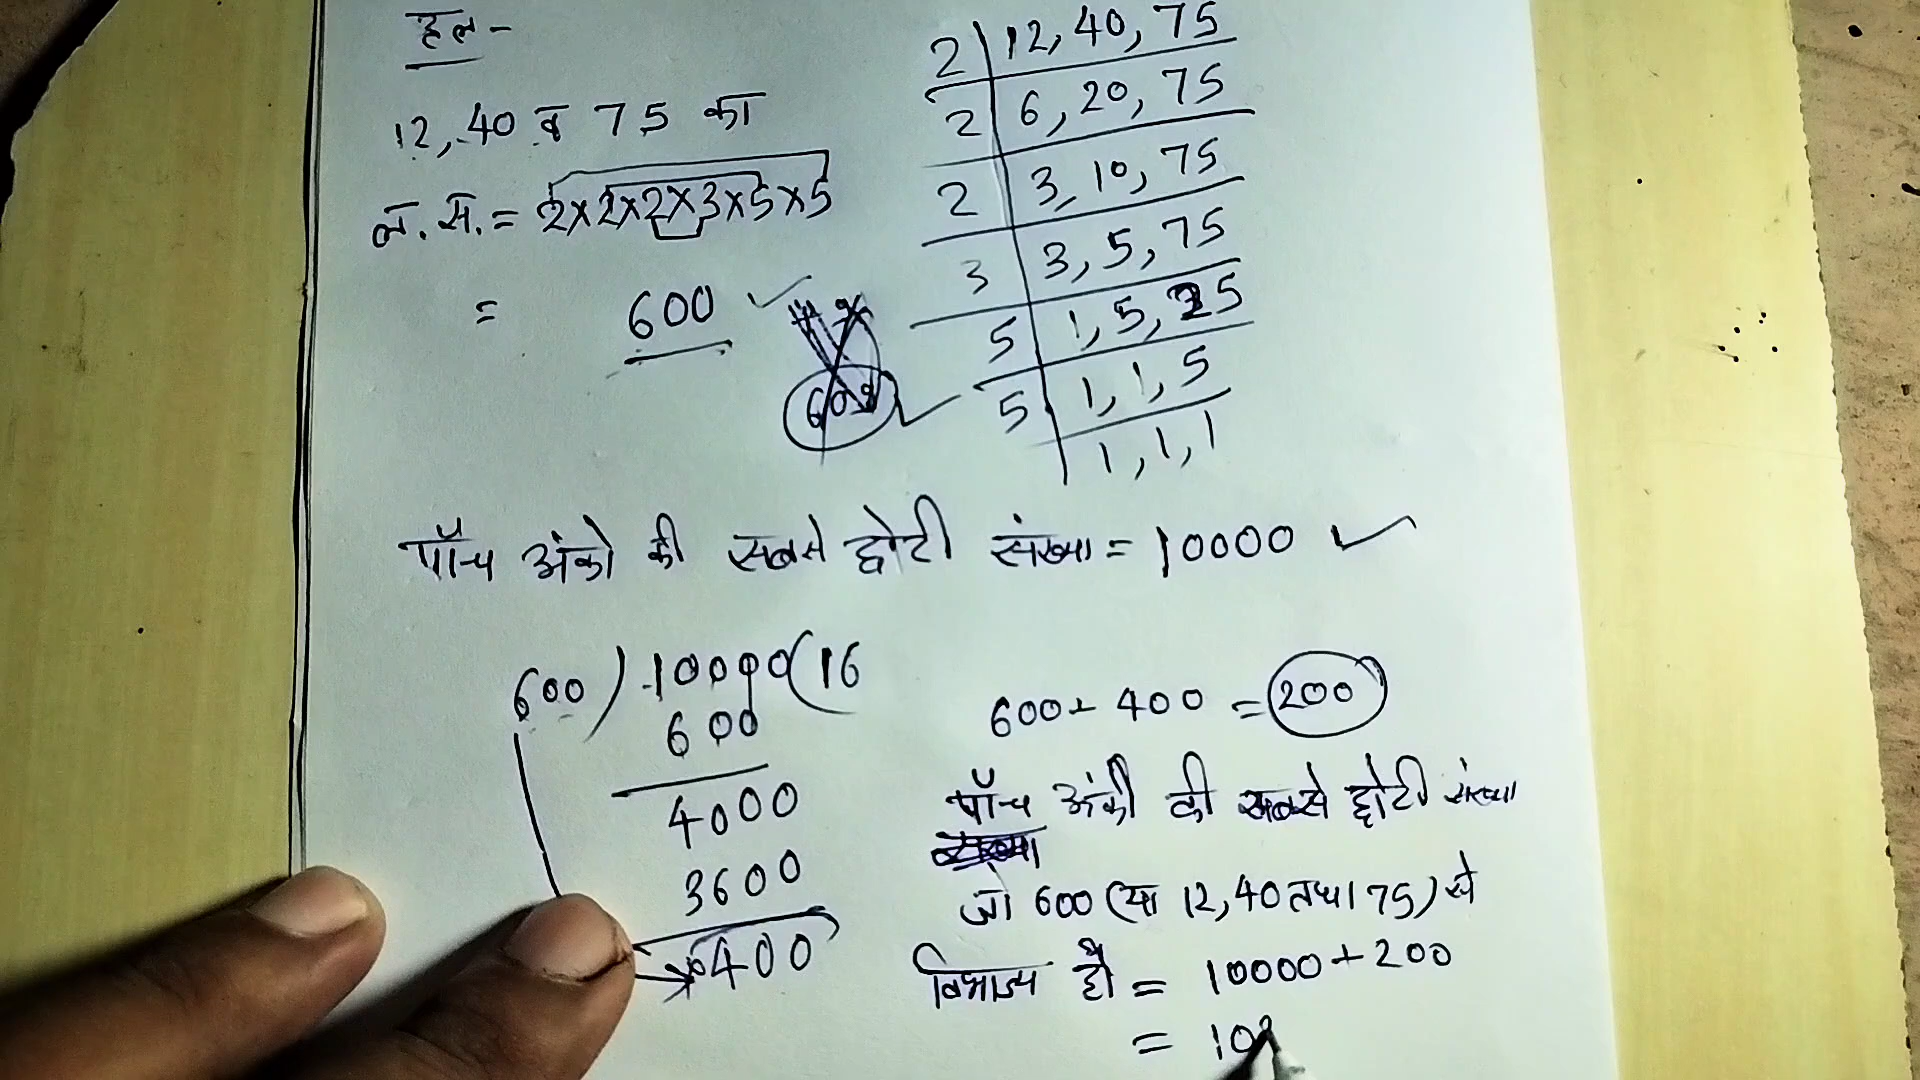 हल -
12, 40 व 75 का
ल. स. = 2×2×2×3×5×5
= 600
2 | 12, 40, 75
2 | 6, 20, 75
2 | 3, 10, 75
3 | 3, 5, 75
5 | 1, 5, 25
5 | 1, 1, 5
1, 1, 1
पॉच अंको की सबसे छोटी संख्या = 10000
600 ) 10000 ( 16
600
4000
3600
400
600 - 400 = 200
पॉच अंकों की सबसे छोटी संख्या
जो 600 (या 12, 40 तथा 75) से
विभाज्य हो = 10000 + 200
= 10